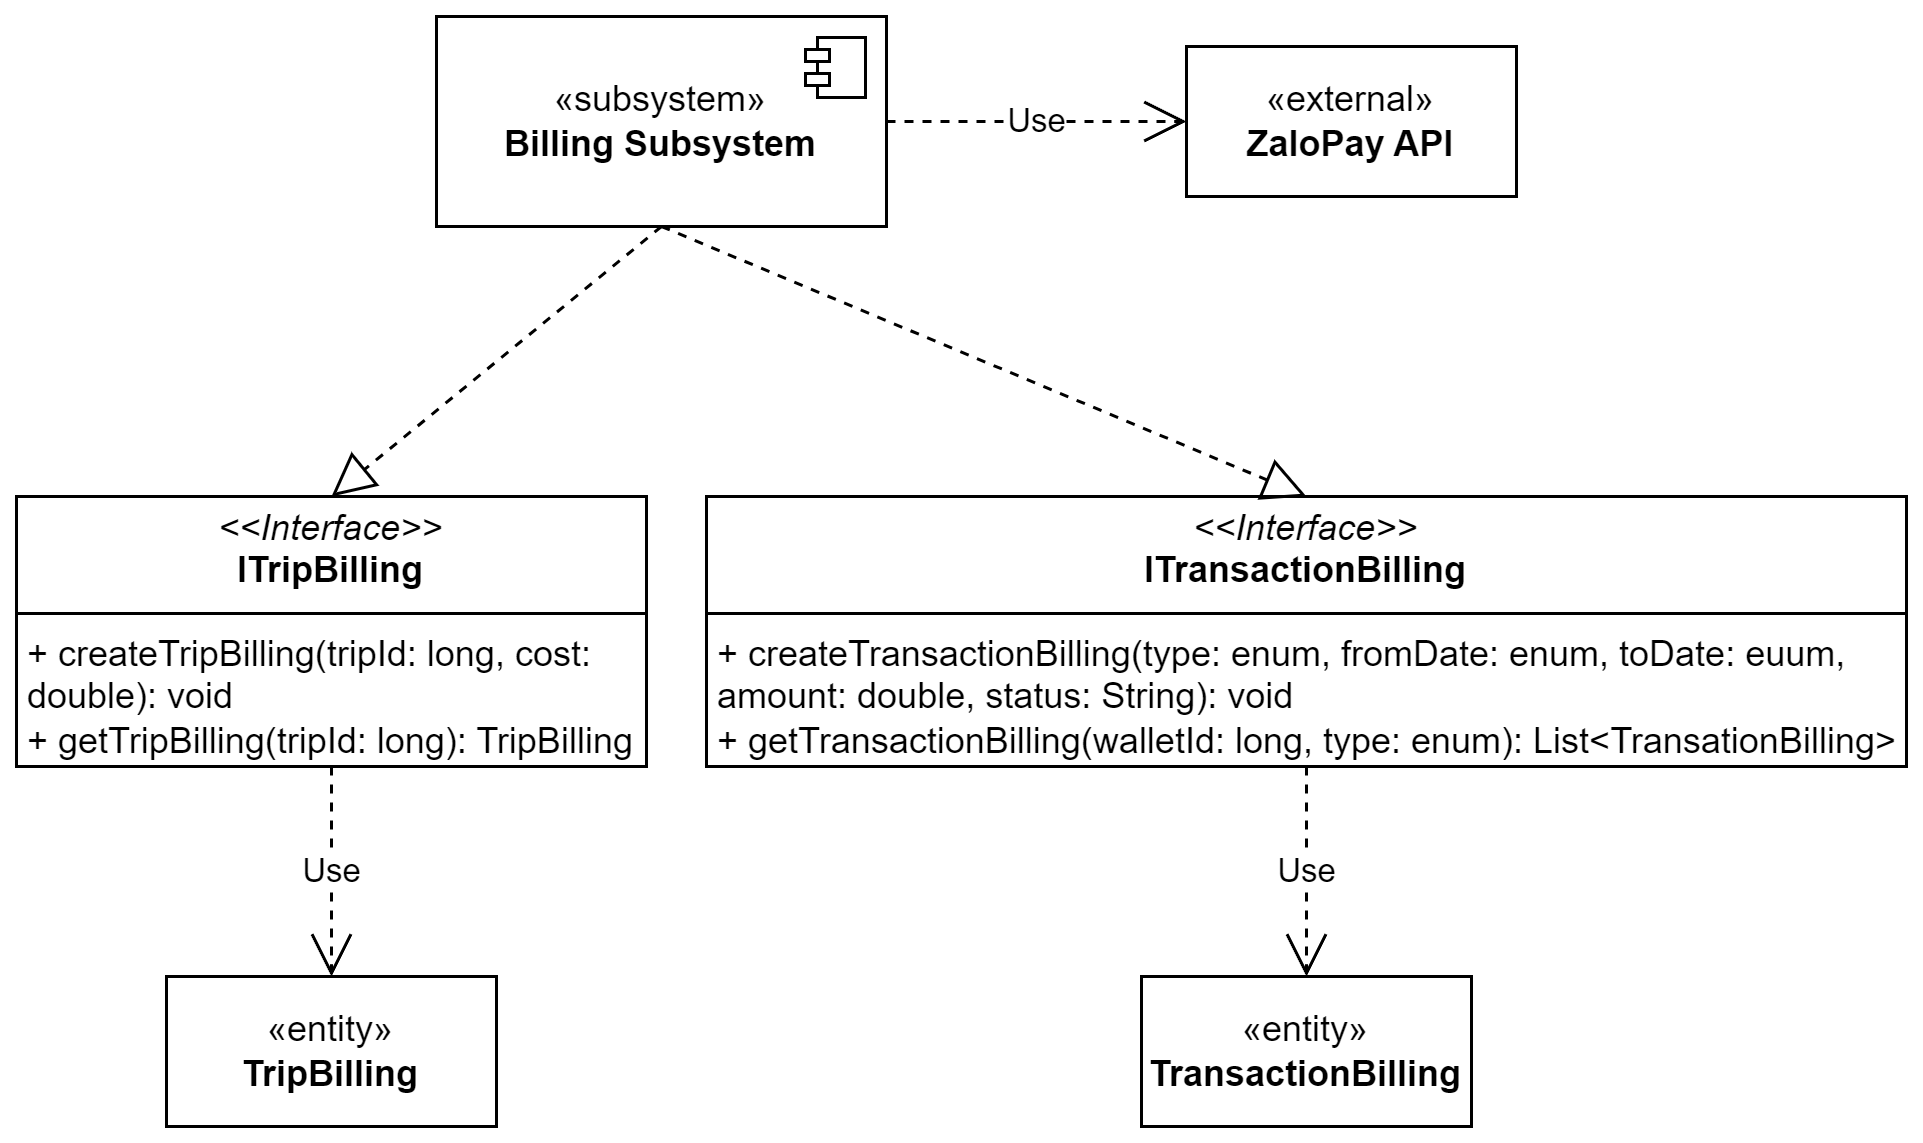 «subsystem»
Billing Subsystem
Use
«external»
ZaloPay API
<<Interface>>
ITripBilling
+ createTripBilling(tripId: long, cost:
double): void
+ getTripBilling(tripId: long): TripBilling
<<Interface>>
ITransactionBilling
+ createTransactionBilling(type: enum, fromDate: enum, toDate: euum,
amount: double, status: String): void
+ getTransactionBilling(walletId: long, type: enum): List<TransationBilling>
Use
Use
«entity»
TripBilling
«entity»
TransactionBilling